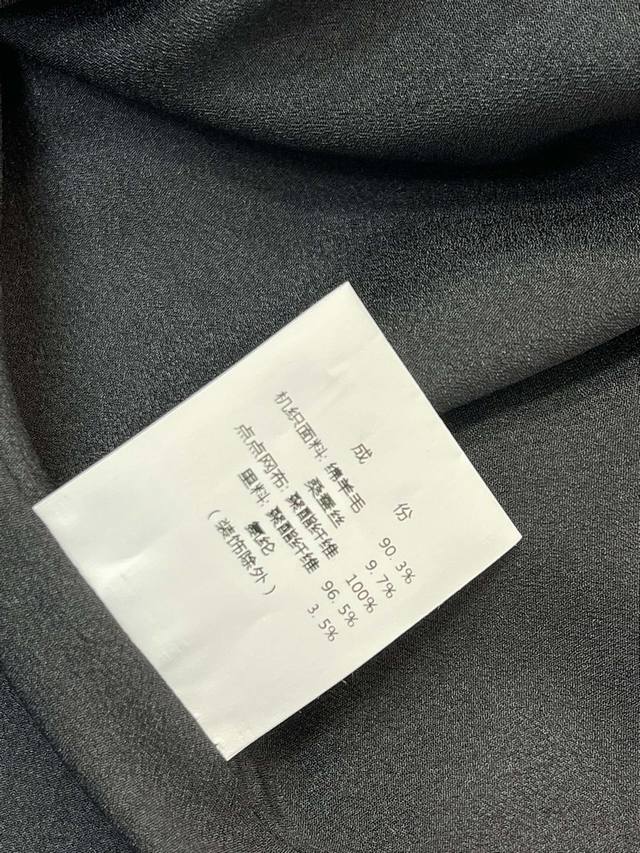 成 份
机织面料:绵羊毛 90.3%
桑蚕丝 9.7%
点点网布:聚酯纤维 100%
里料:聚酯纤维 96.5%
氨纶 3.5%
(装饰除外)